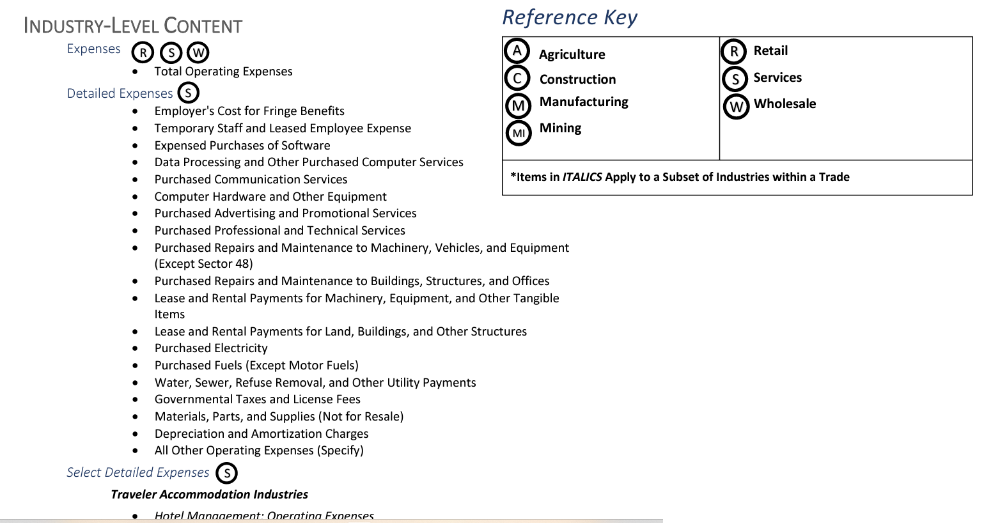 INDUSTRY-LEVEL CONTENT
Expenses R S W
• Total Operating Expenses
Detailed Expenses S
• Employer's Cost for Fringe Benefits
• Temporary Staff and Leased Employee Expense
• Expensed Purchases of Software
• Data Processing and Other Purchased Computer Services
• Purchased Communication Services
• Computer Hardware and Other Equipment
• Purchased Advertising and Promotional Services
• Purchased Professional and Technical Services
• Purchased Repairs and Maintenance to Machinery, Vehicles, and Equipment
(Except Sector 48)
• Purchased Repairs and Maintenance to Buildings, Structures, and Offices
• Lease and Rental Payments for Machinery, Equipment, and Other Tangible
Items
• Lease and Rental Payments for Land, Buildings, and Other Structures
• Purchased Electricity
• Purchased Fuels (Except Motor Fuels)
• Water, Sewer, Refuse Removal, and Other Utility Payments
• Governmental Taxes and License Fees
• Materials, Parts, and Supplies (Not for Resale)
• Depreciation and Amortization Charges
• All Other Operating Expenses (Specify)
Select Detailed Expenses S
Traveler Accommodation Industries
• Hotel Management: Operating Expenses
Reference Key
A Agriculture
C Construction
M Manufacturing
MI Mining
R Retail
S Services
W Wholesale
*Items in ITALICS Apply to a Subset of Industries within a Trade